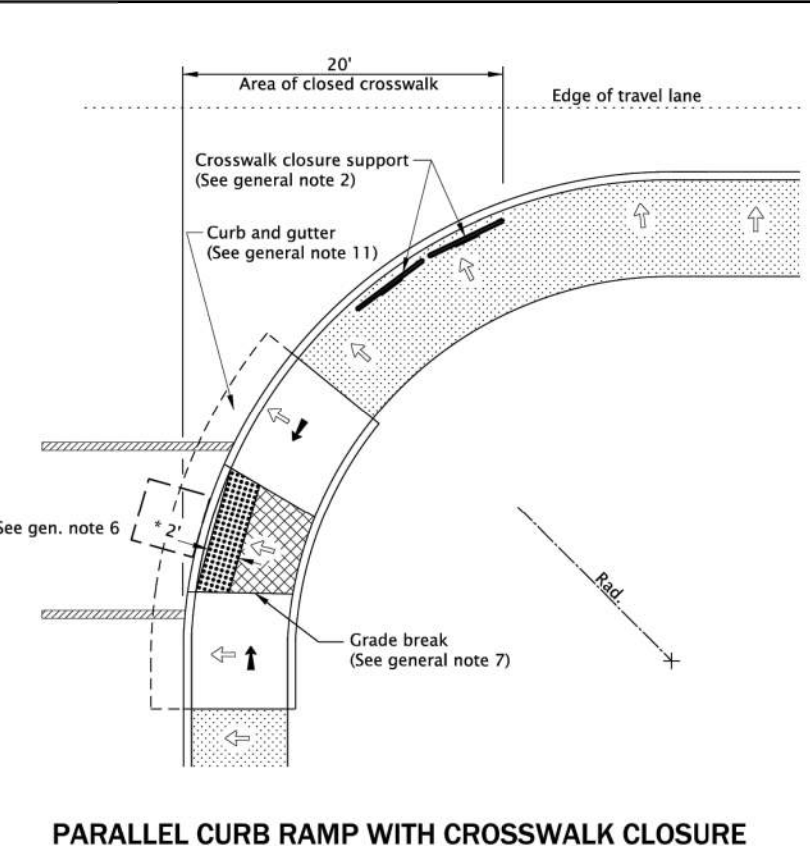 20'
Area of closed crosswalk
Edge of travel lane
Crosswalk closure support
(See general note 2)
Curb and gutter
(See general note 11)
See gen. note 6
* 2'
Rad.
Grade break
(See general note 7)
PARALLEL CURB RAMP WITH CROSSWALK CLOSURE